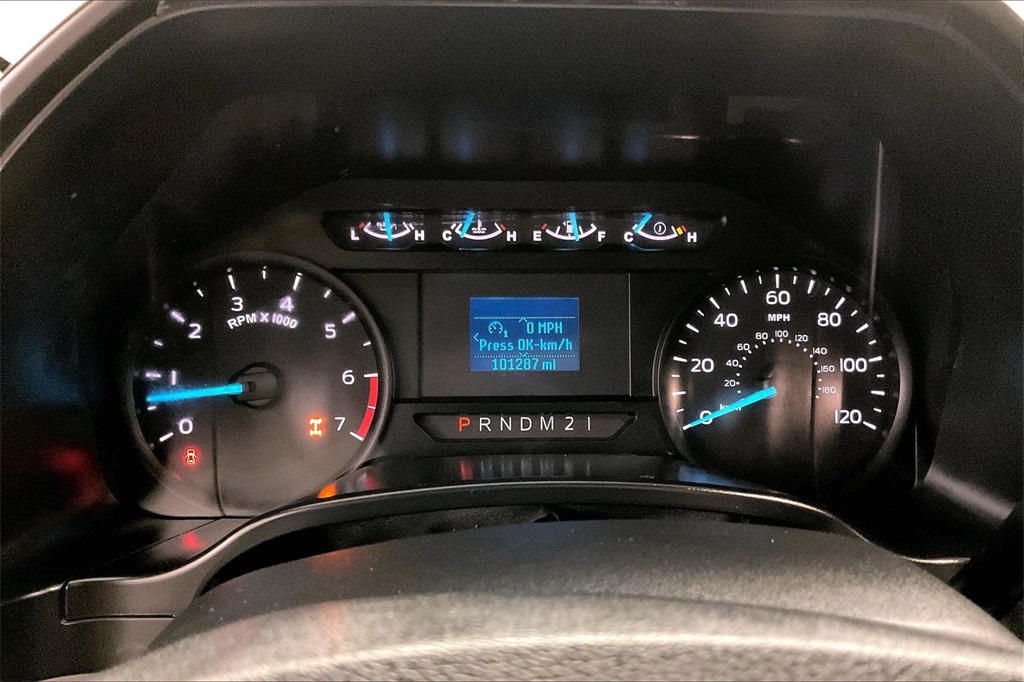 L H C H E F C H
3 4
RPM X 1000
2 5
1 6
0 7
0 MPH
Press OK-km/h
101287 mi
P R N D M 2 1
60
MPH
40 80
20 100
0 120
80 100 120
60 140
40 160
20 180
km/h